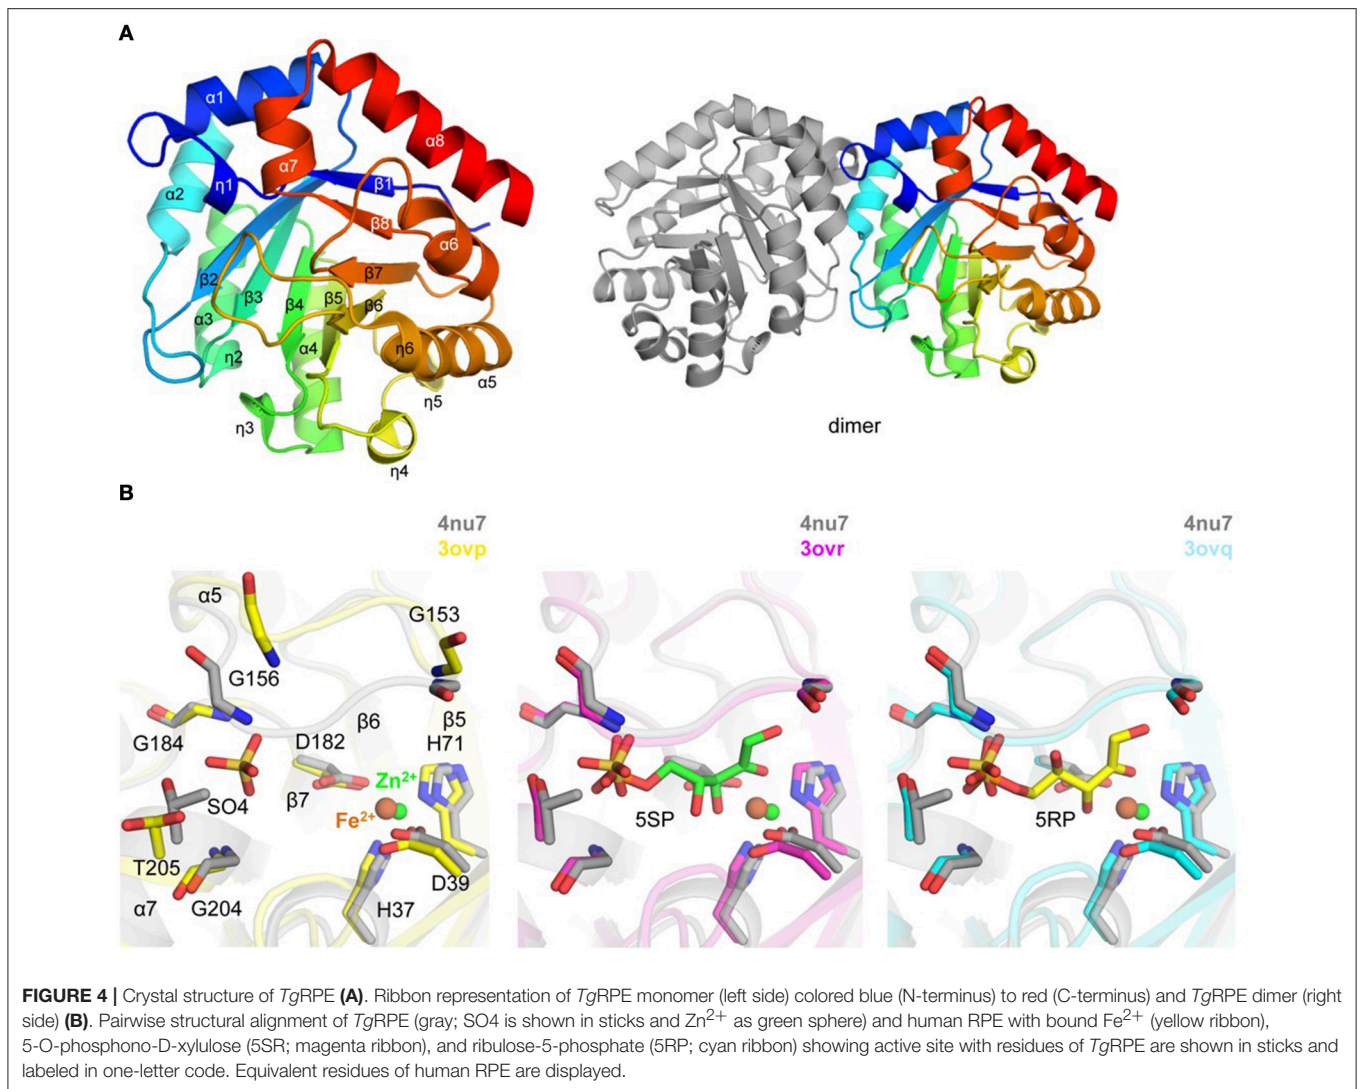 A
α1
α8
α7
α2
η1
β1
β8
α6
β7
β2
β3
β4
β5
β6
α3
α4
η6
η2
α5
η5
η3
η4
dimer
B
4nu7
3ovp
4nu7
3ovr
4nu7
3ovq
α5
G153
G156
β6
β5
G184
D182
H71
Zn2+
β7
SO4
Fe2+
5SP
5RP
T205
D39
α7
G204
H37
FIGURE 4 | Crystal structure of TgRPE (A). Ribbon representation of TgRPE monomer (left side) colored blue (N-terminus) to red (C-terminus) and TgRPE dimer (right
side) (B). Pairwise structural alignment of TgRPE (gray; SO4 is shown in sticks and Zn2+ as green sphere) and human RPE with bound Fe2+ (yellow ribbon),
5-O-phosphono-D-xylulose (5SR; magenta ribbon), and ribulose-5-phosphate (5RP; cyan ribbon) showing active site with residues of TgRPE are shown in sticks and
labeled in one-letter code. Equivalent residues of human RPE are displayed.